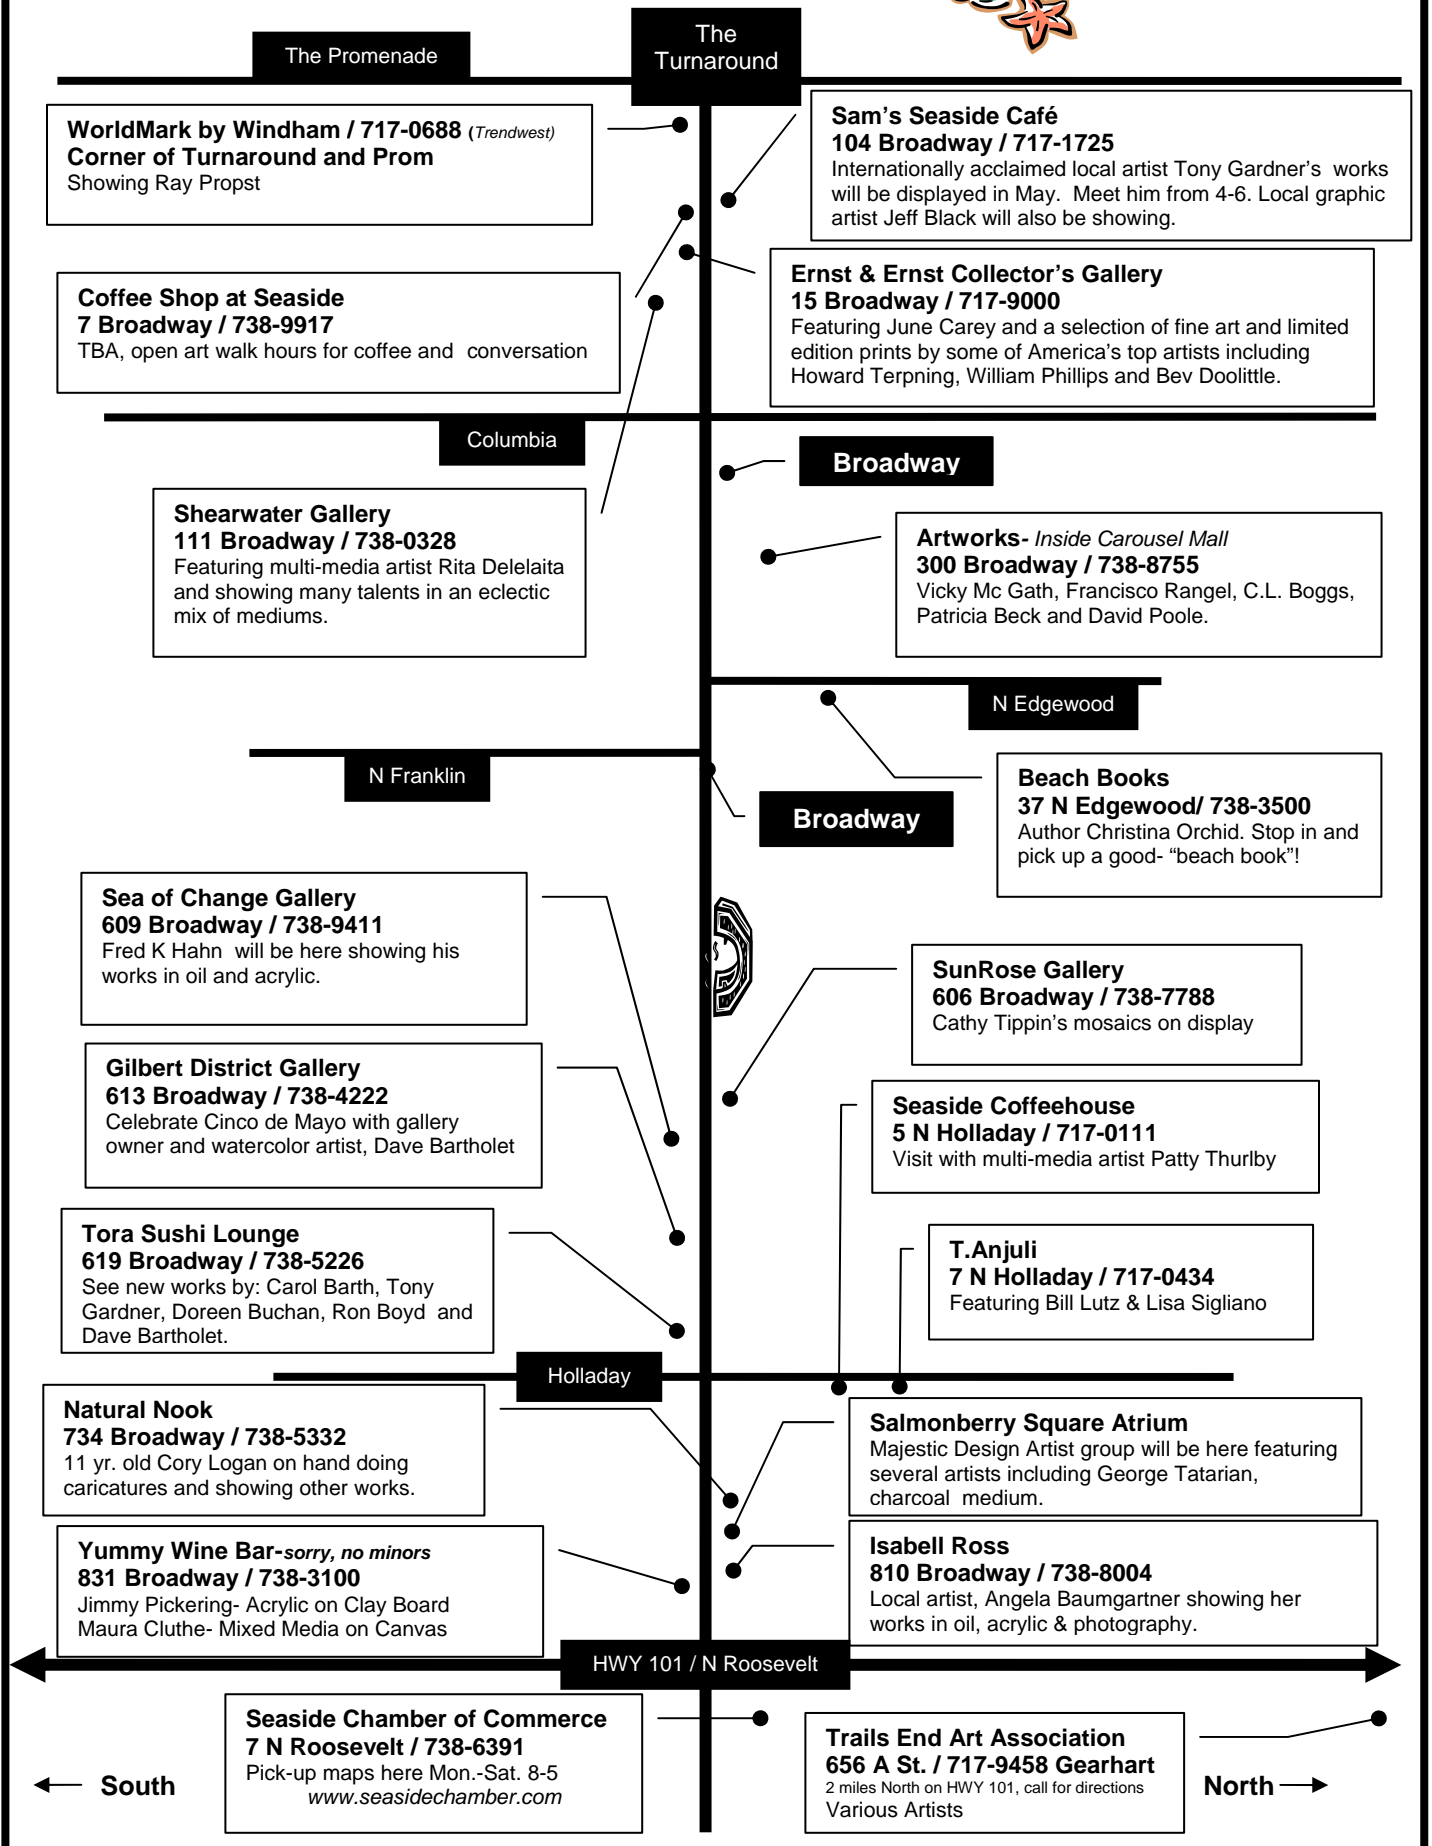 The Promenade
The
Turnaround
WorldMark by Windham / 717-0688 (Trendwest)
Corner of Turnaround and Prom
Showing Ray Propst
Sam's Seaside Café
104 Broadway / 717-1725
Internationally acclaimed local artist Tony Gardner's works
will be displayed in May. Meet him from 4-6. Local graphic
artist Jeff Black will also be showing.
Coffee Shop at Seaside
7 Broadway / 738-9917
TBA, open art walk hours for coffee and conversation
Ernst & Ernst Collector's Gallery
15 Broadway / 717-9000
Featuring June Carey and a selection of fine art and limited
edition prints by some of America's top artists including
Howard Terpning, William Phillips and Bev Doolittle.
Columbia
Broadway
Shearwater Gallery
111 Broadway / 738-0328
Featuring multi-media artist Rita Delelaita
and showing many talents in an eclectic
mix of mediums.
Artworks- Inside Carousel Mall
300 Broadway / 738-8755
Vicky Mc Gath, Francisco Rangel, C.L. Boggs,
Patricia Beck and David Poole.
N Edgewood
N Franklin
Broadway
Beach Books
37 N Edgewood/ 738-3500
Author Christina Orchid. Stop in and
pick up a good- “beach book”!
Sea of Change Gallery
609 Broadway / 738-9411
Fred K Hahn will be here showing his
works in oil and acrylic.
SunRose Gallery
606 Broadway / 738-7788
Cathy Tippin's mosaics on display
Gilbert District Gallery
613 Broadway / 738-4222
Celebrate Cinco de Mayo with gallery
owner and watercolor artist, Dave Bartholet
Seaside Coffeehouse
5 N Holladay / 717-0111
Visit with multi-media artist Patty Thurlby
Tora Sushi Lounge
619 Broadway / 738-5226
See new works by: Carol Barth, Tony
Gardner, Doreen Buchan, Ron Boyd and
Dave Bartholet.
T.Anjuli
7 N Holladay / 717-0434
Featuring Bill Lutz & Lisa Sigliano
Holladay
Natural Nook
734 Broadway / 738-5332
11 yr. old Cory Logan on hand doing
caricatures and showing other works.
Salmonberry Square Atrium
Majestic Design Artist group will be here featuring
several artists including George Tatarian,
charcoal medium.
Yummy Wine Bar-sorry, no minors
831 Broadway / 738-3100
Jimmy Pickering- Acrylic on Clay Board
Maura Cluthe- Mixed Media on Canvas
Isabell Ross
810 Broadway / 738-8004
Local artist, Angela Baumgartner showing her
works in oil, acrylic & photography.
HWY 101 / N Roosevelt
Seaside Chamber of Commerce
7 N Roosevelt / 738-6391
Pick-up maps here Mon.-Sat. 8-5
www.seasidechamber.com
Trails End Art Association
656 A St. / 717-9458 Gearhart
2 miles North on HWY 101, call for directions
Various Artists
South
North